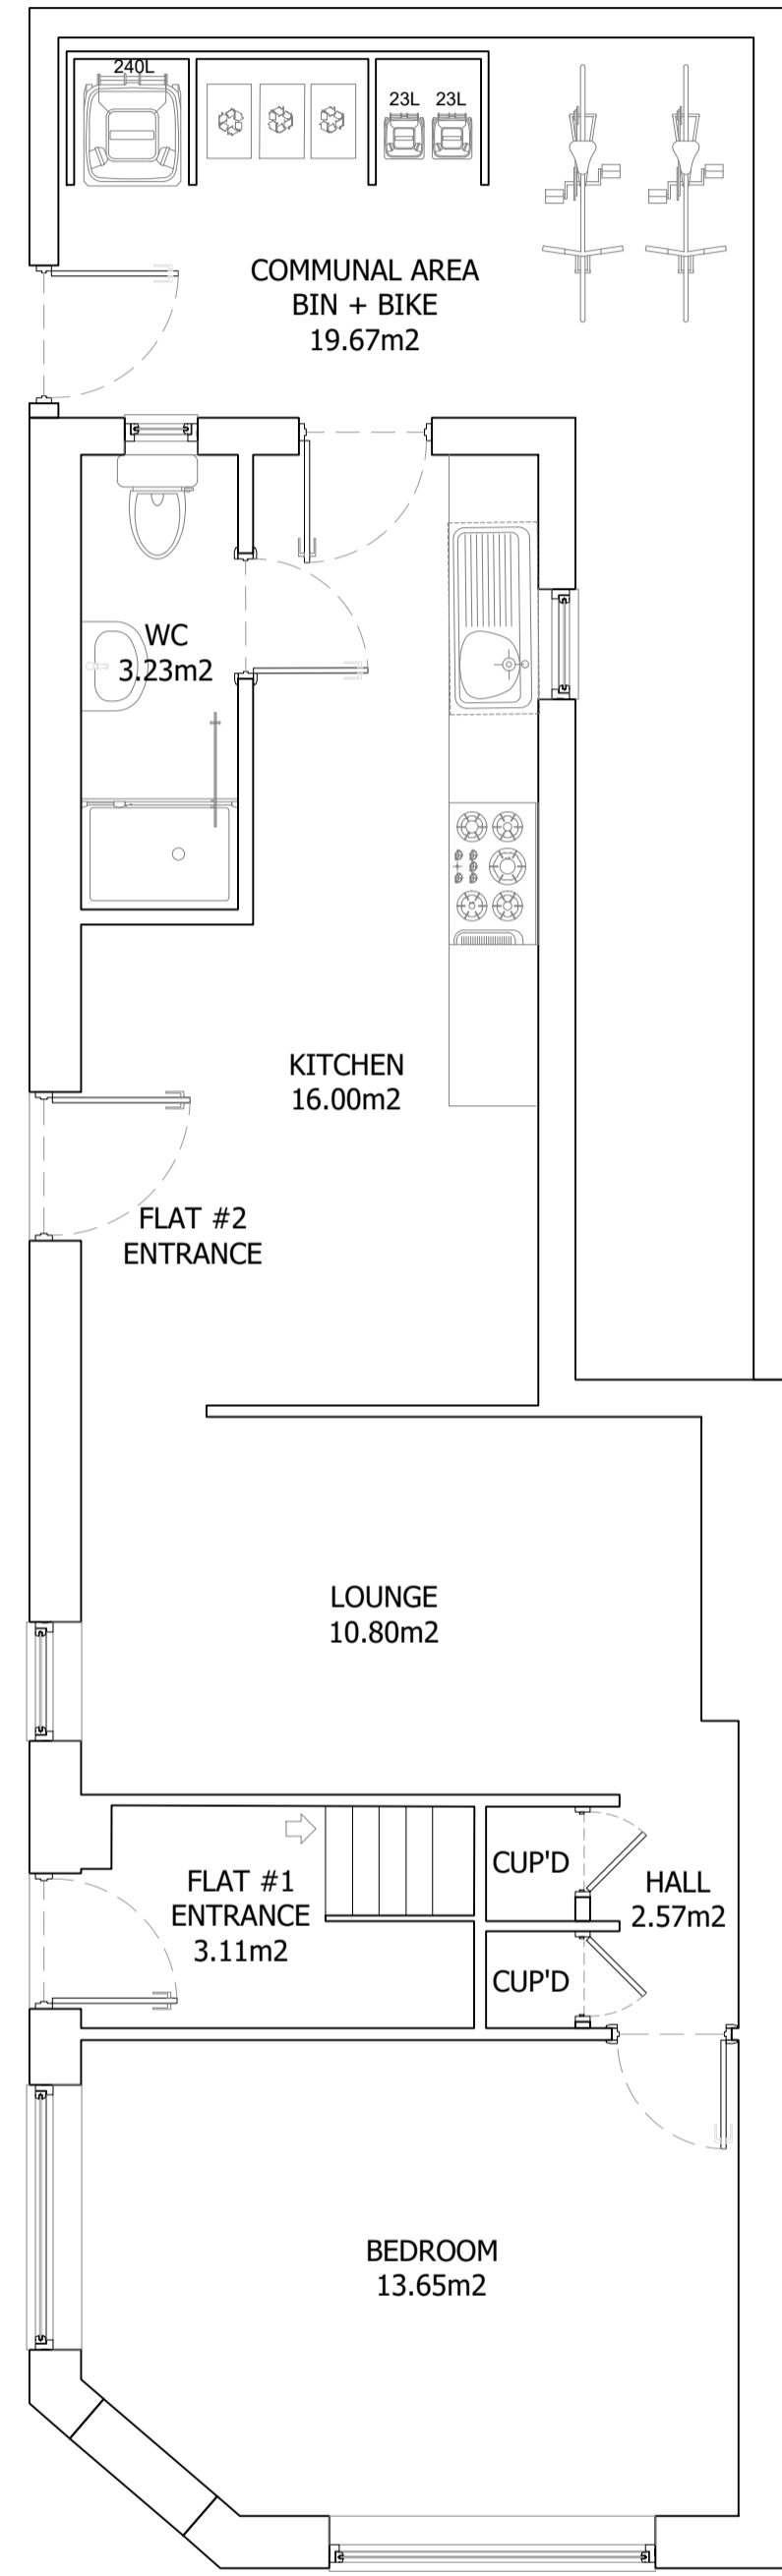 240L
23L 23L
COMMUNAL AREA
BIN + BIKE
19.67m2
WC
3.23m2
KITCHEN
16.00m2
FLAT #2
ENTRANCE
LOUNGE
10.80m2
CUP'D
FLAT #1
ENTRANCE
3.11m2
HALL
2.57m2
CUP'D
BEDROOM
13.65m2